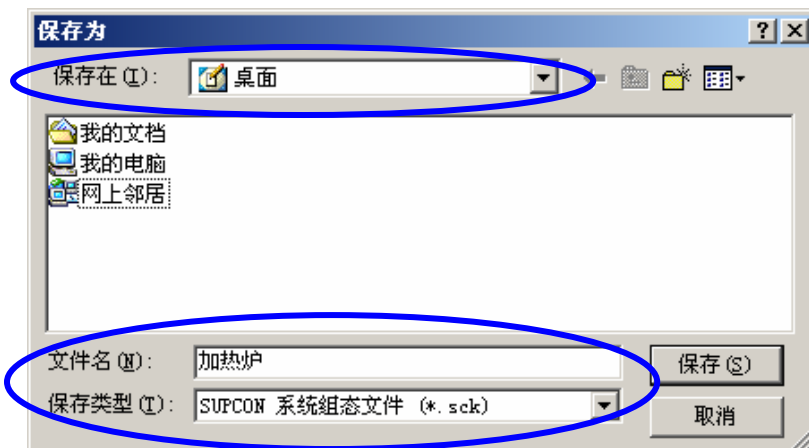 保存为
保存在(I): 桌面
我的文档
我的电脑
网上邻居
文件名(N): 加热炉 保存(S)
保存类型(T): SUPCON 系统组态文件 (*.sck) 取消